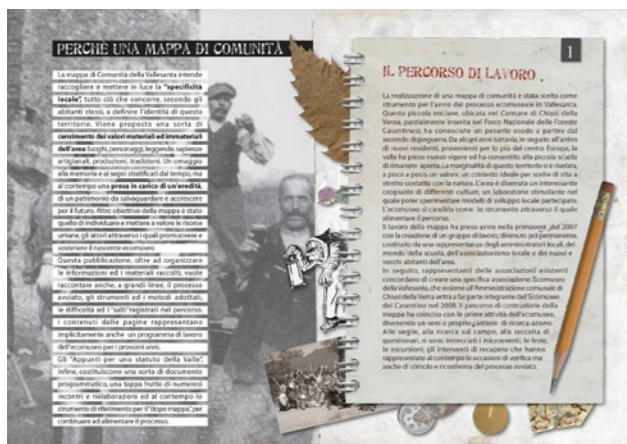 PERCHÈ UNA MAPPA DI COMUNITÀ
La mappe di Comunità della Vallesanta intende
raccogliere e mettere in luce la "specificità
locale", tutto ciò che concorre, secondo gli
abitanti stessi, a definire l'identità di questo
territorio. Viene proposto una sorta di
censimento dei valori materiali ed immateriali
dell'area: luoghi, personaggi, leggende, sapienze
artigianali, produzioni, tradizioni. Un omaggio
alla memoria e ai segni stratificati dal tempo, ma
al contempo una presa in carico di un'eredità,
di un patrimonio da salvaguardare e accrescere
per il futuro. Altro obiettivo della mappa è stato
quello di individuare e mettere a valore le risorse
umane, gli attori attraverso i quali promuovere e
sostenere il nascente ecomuseo.
Questa pubblicazione, oltre ad organizzare
le informazioni ed i materiali raccolti, vuole
raccontare anche, a grandi linee, il processo
avviato, gli strumenti ed i metodi adottati,
le difficoltà ed i "salti" registrati nel percorso.
I contenuti delle pagine rappresentano
implicitamente anche un programma di lavoro
dell'ecomuseo per i prossimi anni.
Gli "Appunti per uno statuto della Valle",
infine, costituiscono una sorta di documento
programmatico, una tappa frutto di numerosi
incontri e rielaborazioni ed al contempo lo
strumento di riferimento per il "dopo mappa", per
continuare ad alimentare il processo.
1
IL PERCORSO DI LAVORO .
La realizzazione di una mappa di comunità è stata scelta come
strumento per l'avvio del processo ecomuseale in Vallesanta.
Questa piccola enclave, ubicata nel Comune di Chiusi della
Verna, parzialmente inserita nel Parco Nazionale delle Foreste
Casentinesi, ha conosciuto un pesante esodo a partire dal
secondo dopoguerra. Da alcuni anni tuttavia, in seguito all'arrivo
di nuovi residenti, provenienti per lo più dal centro Europa, la
valle ha preso nuovo vigore ed ha consentito alla piccola scuola
di rimanere aperta. La marginalità di questo territorio si è rivelata,
a poco a poco un valore, un contesto ideale per scelte di vita a
stretto contatto con la natura. L'area è divenuta un interessante
crogiuolo di differenti culture, un laboratorio stimolante nel
quale poter sperimentare modelli di sviluppo locale partecipato.
L'ecomuseo si candida come lo strumento attraverso il quale
alimentare il percorso.
Il lavoro della mappa ha preso avvio nella primavera del 2007
con la creazione di un gruppo di lavoro, divenuto poi permanente,
costituito da una rappresentanza degli amministratori locali, del
mondo della scuola, dell'associazionismo locale e dei nuovi e
vecchi abitanti dell'area.
In seguito, rappresentanti delle associazioni esistenti
concordano di creare una specifica associazione: Ecomuseo
della Vallesanta, che insieme all'Amministrazione comunale di
Chiusi della Verna entra a far parte integrante dell'Ecomuseo
del Casentino nel 2008. Il percorso di costruzione della
mappa ha coinciso con le prime attività dell'ecomuseo,
divenendo un vero e proprio cantiere di ricerca-azione.
Alle veglie, alla ricerca sul campo, alla raccolta di
questionari, si sono intrecciati i microeventi, le feste,
le escursioni, gli interventi di recupero che hanno
rappresentato al contempo le occasioni di verifica ma
anche di stimolo e riconferma del processo avviato.